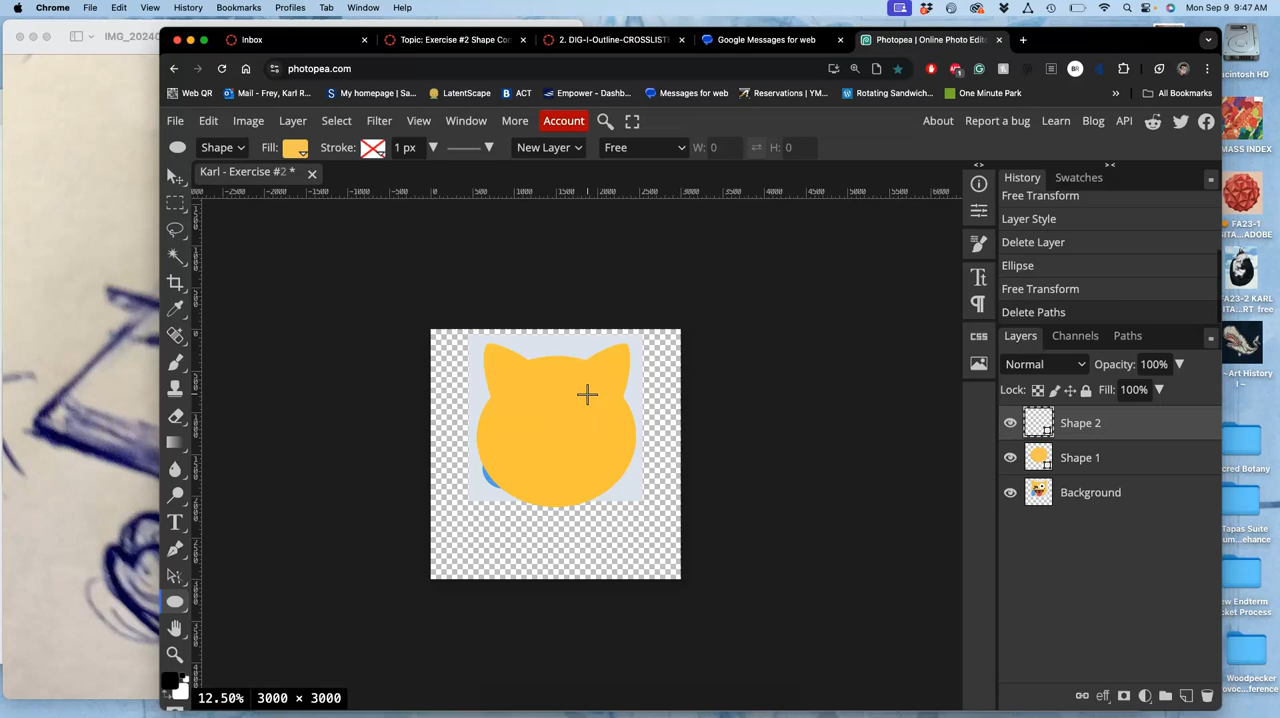 Chrome File Edit View History Bookmarks Profiles Tab Window Help Mon Sep 9 9:47 AM
IMG_2024
Inbox × Topic: Exercise #2 Shape Co × 2. DIG-I-Outline-CROSSLIST × Google Messages for web × Photopea | Online Photo Edit × +
photopea.com
Web QR Mail - Frey, Karl R... My homepage | Sa... LatentScape ACT Empower - Dashb... Messages for web Reservations | YM... Rotating Sandwich... One Minute Park » All Bookmarks
File Edit Image Layer Select Filter View Window More Account About Report a bug Learn Blog API
Shape Fill: Stroke: 1 px New Layer Free W: 0 H: 0
Karl - Exercise #2 *
History Swatches
Free Transform
Layer Style
Delete Layer
Ellipse
Free Transform
Delete Paths
CSS
Layers Channels Paths
Normal Opacity: 100%
Lock: Fill: 100%
Shape 2
Shape 1
Background
12.50% 3000 × 3000
MASS INDEX
FA23-1
FA23-2 KARL
~Art History
I ~
Tapas Suite
Woodpecker